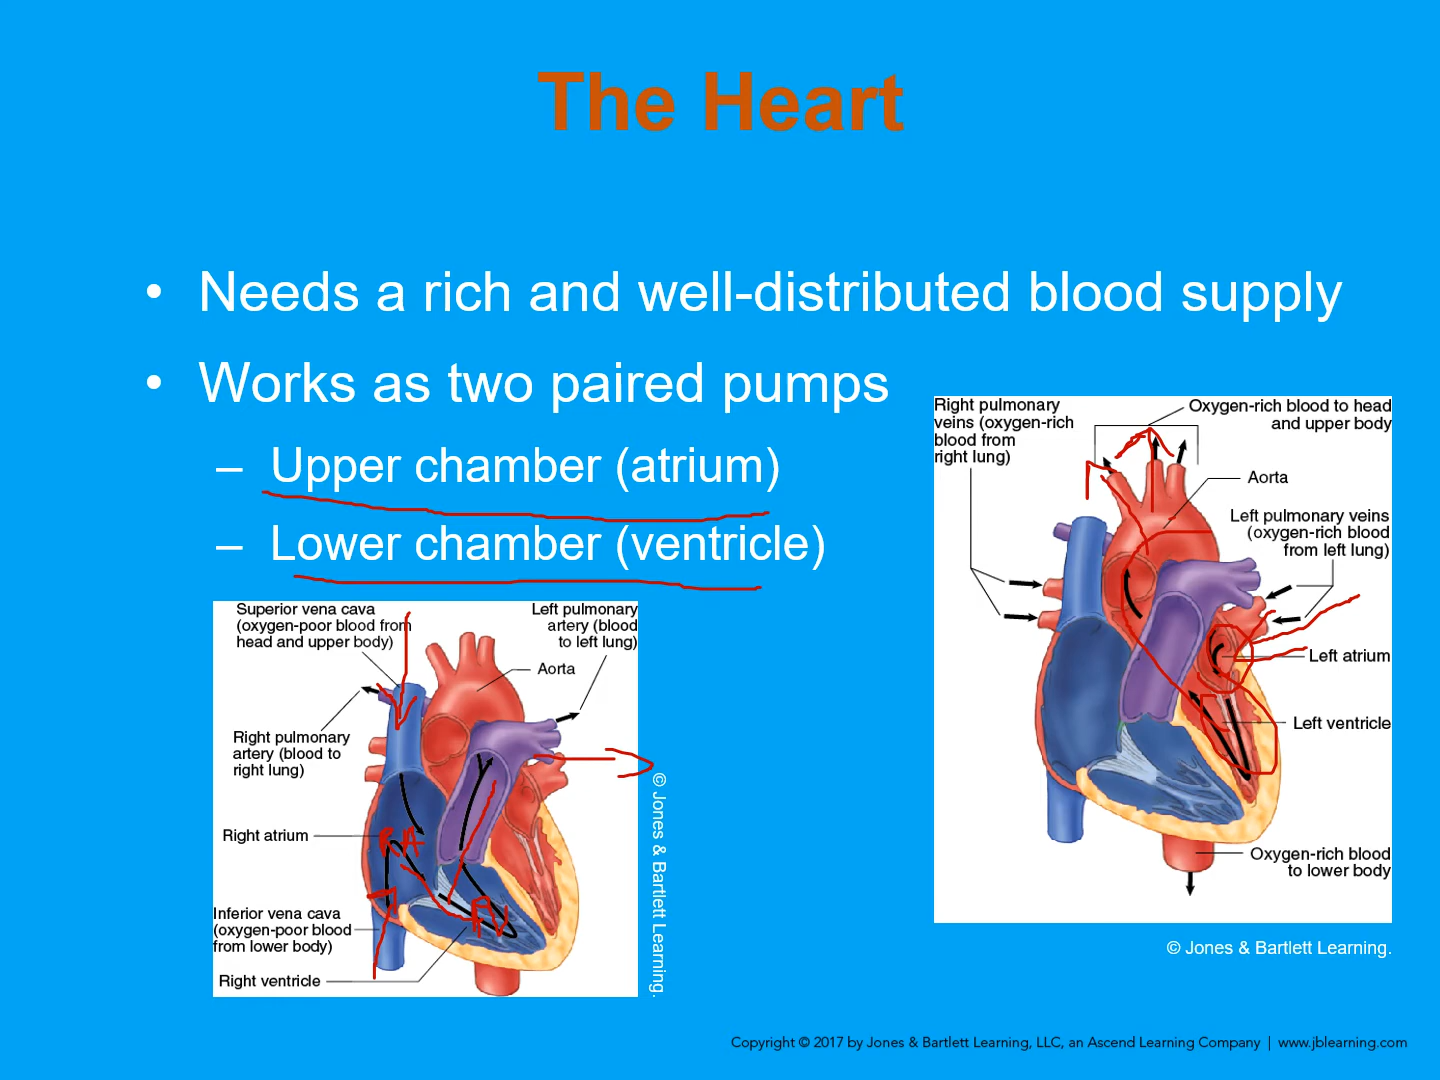 The Heart
• Needs a rich and well-distributed blood supply
• Works as two paired pumps
– Upper chamber (atrium)
– Lower chamber (ventricle)
Superior vena cava
(oxygen-poor blood from
head and upper body)
Left pulmonary
artery (blood
to left lung)
Aorta
Right pulmonary
artery (blood to
right lung)
Right atrium
RA
Inferior vena cava
(oxygen-poor blood
from lower body)
RV
Right ventricle
© Jones & Bartlett Learning.
Right pulmonary
veins (oxygen-rich
blood from
right lung)
Oxygen-rich blood to head
and upper body
Aorta
Left pulmonary veins
(oxygen-rich blood
from left lung)
Left atrium
Left ventricle
Oxygen-rich blood
to lower body
© Jones & Bartlett Learning.
Copyright © 2017 by Jones & Bartlett Learning, LLC, an Ascend Learning Company | www.jblearning.com